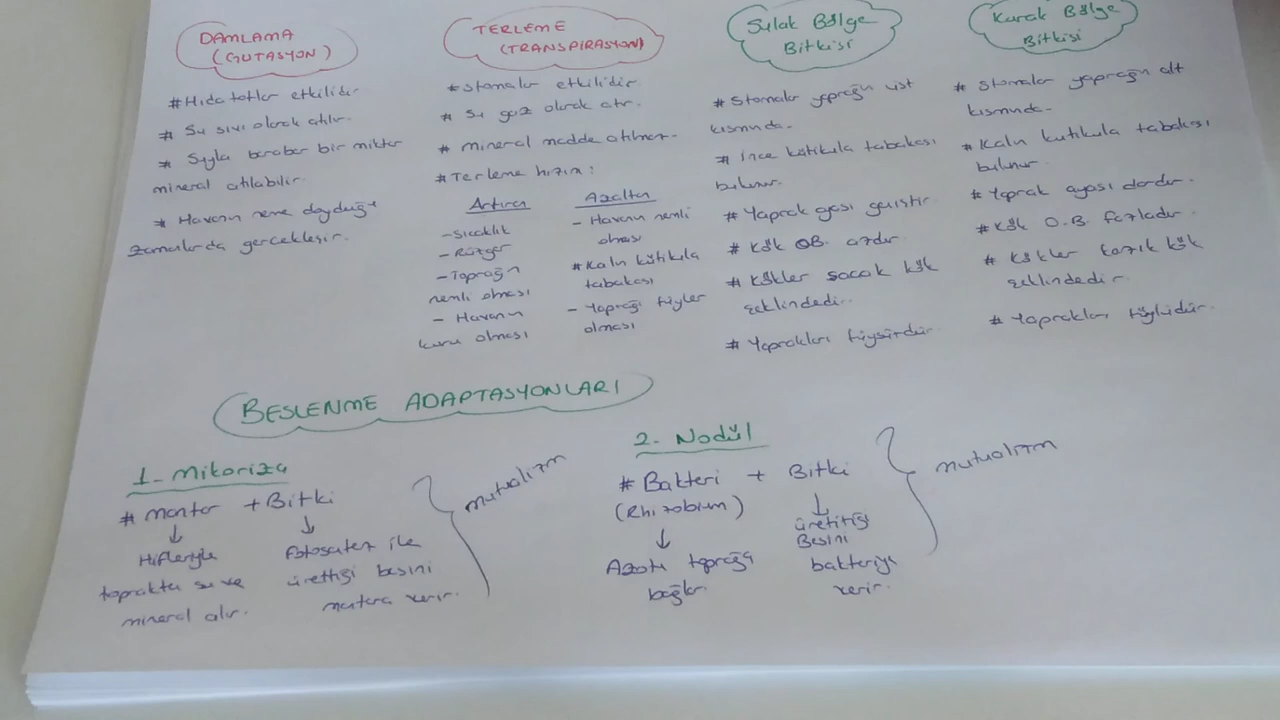 DAMLAMA
(GUTASYON)
#Hidatotlar etkilidir
# Su sıvı olarak atılır.
# Suyla beraber bir miktar
mineral atılabilir.
# Havanın neme doyduğu
zamanlarda gerçekleşir.
TERLEME
(TRANSPİRASYON)
#Stomalar etkilidir
# Su gaz olarak atılır.
# mineral madde atılmaz.
#Terleme hızını:
Artıran
-Sıcaklık
-Rüzgar
-Toprağın
nemli olması
- Havanın
kuru olması
Azaltan
- Havanın nemli
olması
#Kalın kütikula
tabakası
- Yaprağı tüyler
olması
Sulak Bölge
Bitkisi
# Stomalar yaprağın üst
kısmında.
# İnce kütikula tabakası
bulunur.
# Yaprak ayası geniştir.
# Kök OB. azdır.
# Kökler saçak kök
şeklindedir.
# Yaprakları tüysüzdür.
Kurak Bölge
Bitkisi
# Stomalar yaprağın alt
kısmında.
# Kalın kutikula tabakası
bulunur.
# Yaprak ayası dardır.
#Kök O.B. fazladır.
# Kökler kazık kök
şeklindedir.
# Yaprakları tüylüdür.
BESLENME ADAPTASYONLARI
1- Mikoriza
# mantar + Bitki
Hifleriyle
topraktan su ve
mineral alır.
Fotosentez ile
ürettiği besini
mantara verir.
mutualizm
2- Nodül
# Bakteri + Bitki
(Rhizobium)
Azotu toprağa
bağlar
ürettiği
Besini
bakteriye
verir.
mutualizm